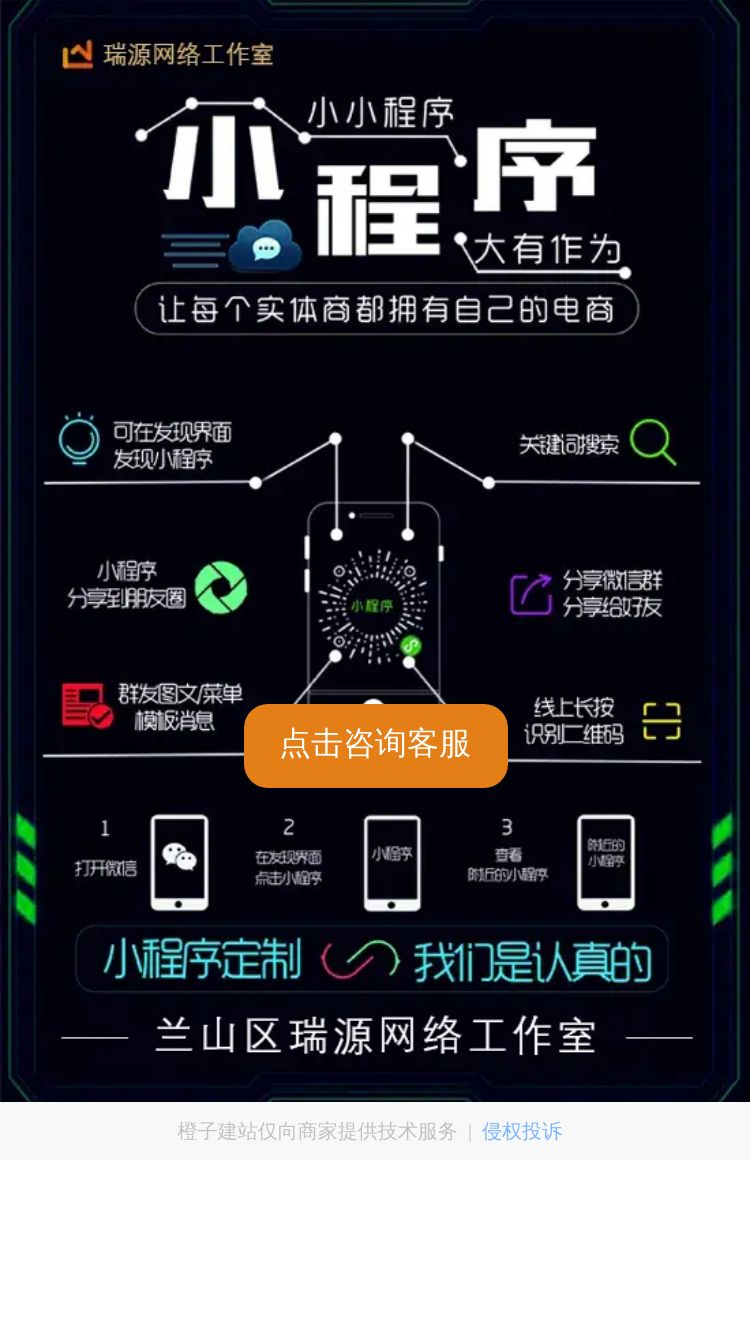 瑞源网络工作室
小小程序
小程序
大有作为
让每个实体商都拥有自己的电商
可在发现界面
发现小程序
关键词搜索
小程序
分享到朋友圈
小程序
分享微信群
分享给好友
群发图文/菜单
模板消息
线上长按
识别二维码
点击咨询客服
1
打开微信
2
在发现界面
点击小程序
小程序
3
查看
附近的小程序
附近的
小程序
小程序定制
我们是认真的
兰山区瑞源网络工作室
橙子建站仅向商家提供技术服务 | 侵权投诉